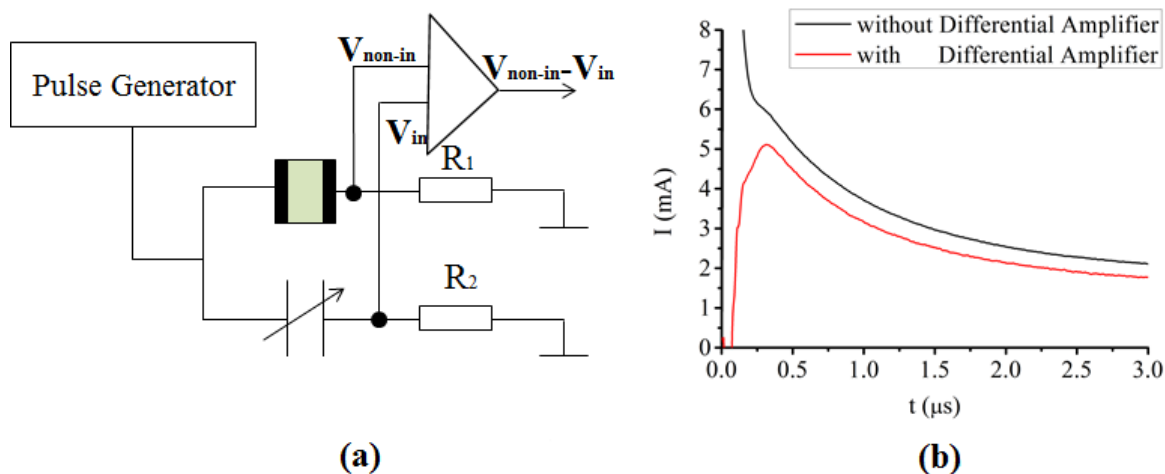 Pulse Generator
Vnon-in
Vin
Vnon-in-Vin
R1
R2
(a)
8
7
6
5
4
3
2
1
0
I (mA)
without Differential Amplifier
with Differential Amplifier
0.0 0.5 1.0 1.5 2.0 2.5 3.0
t (μs)
(b)